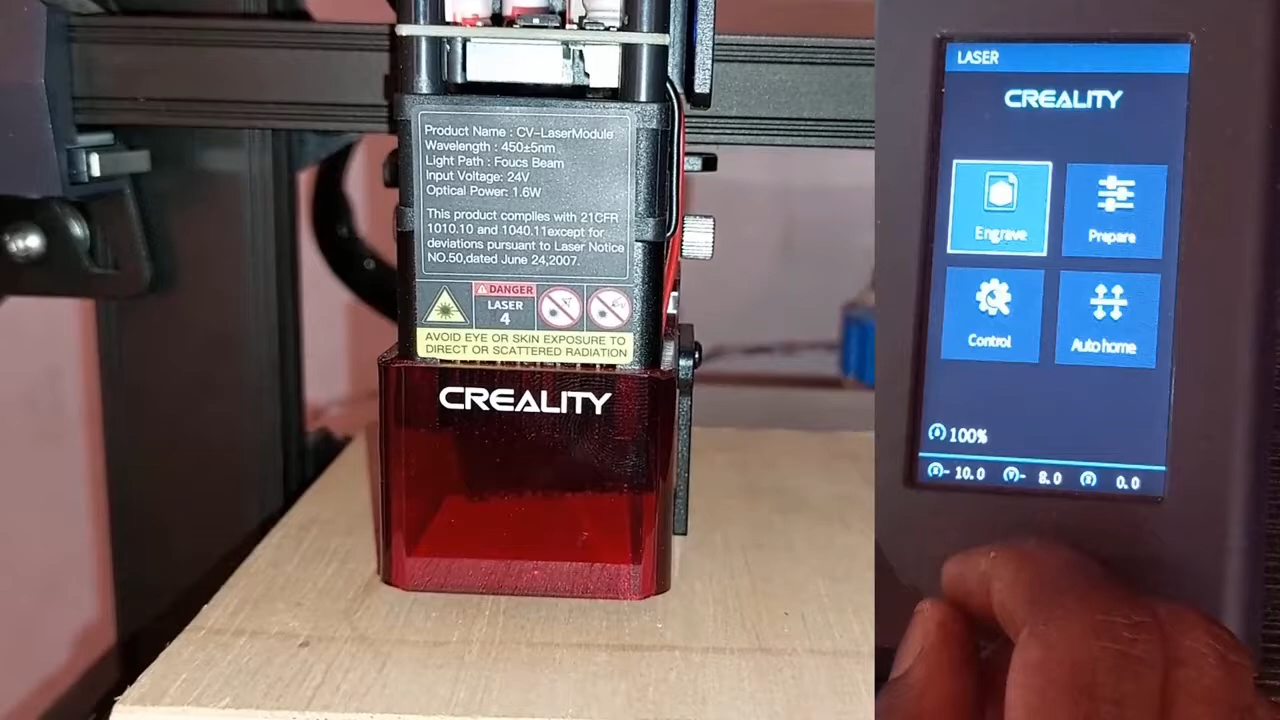 Product Name : CV-LaserModule
Wavelength : 450±5nm
Light Path : Foucs Beam
Input Voltage: 24V
Optical Power: 1.6W
This product complies with 21CFR
1010.10 and 1040.11except for
deviations pursuant to Laser Notice
NO.50,dated June 24,2007.
DANGER
LASER
4
AVOID EYE OR SKIN EXPOSURE TO
DIRECT OR SCATTERED RADIATION
CREALITY
LASER
CREALITY
Engrave
Prepare
Control
Auto home
100%
X - 10.0 Y - 8.0 Z 0.0